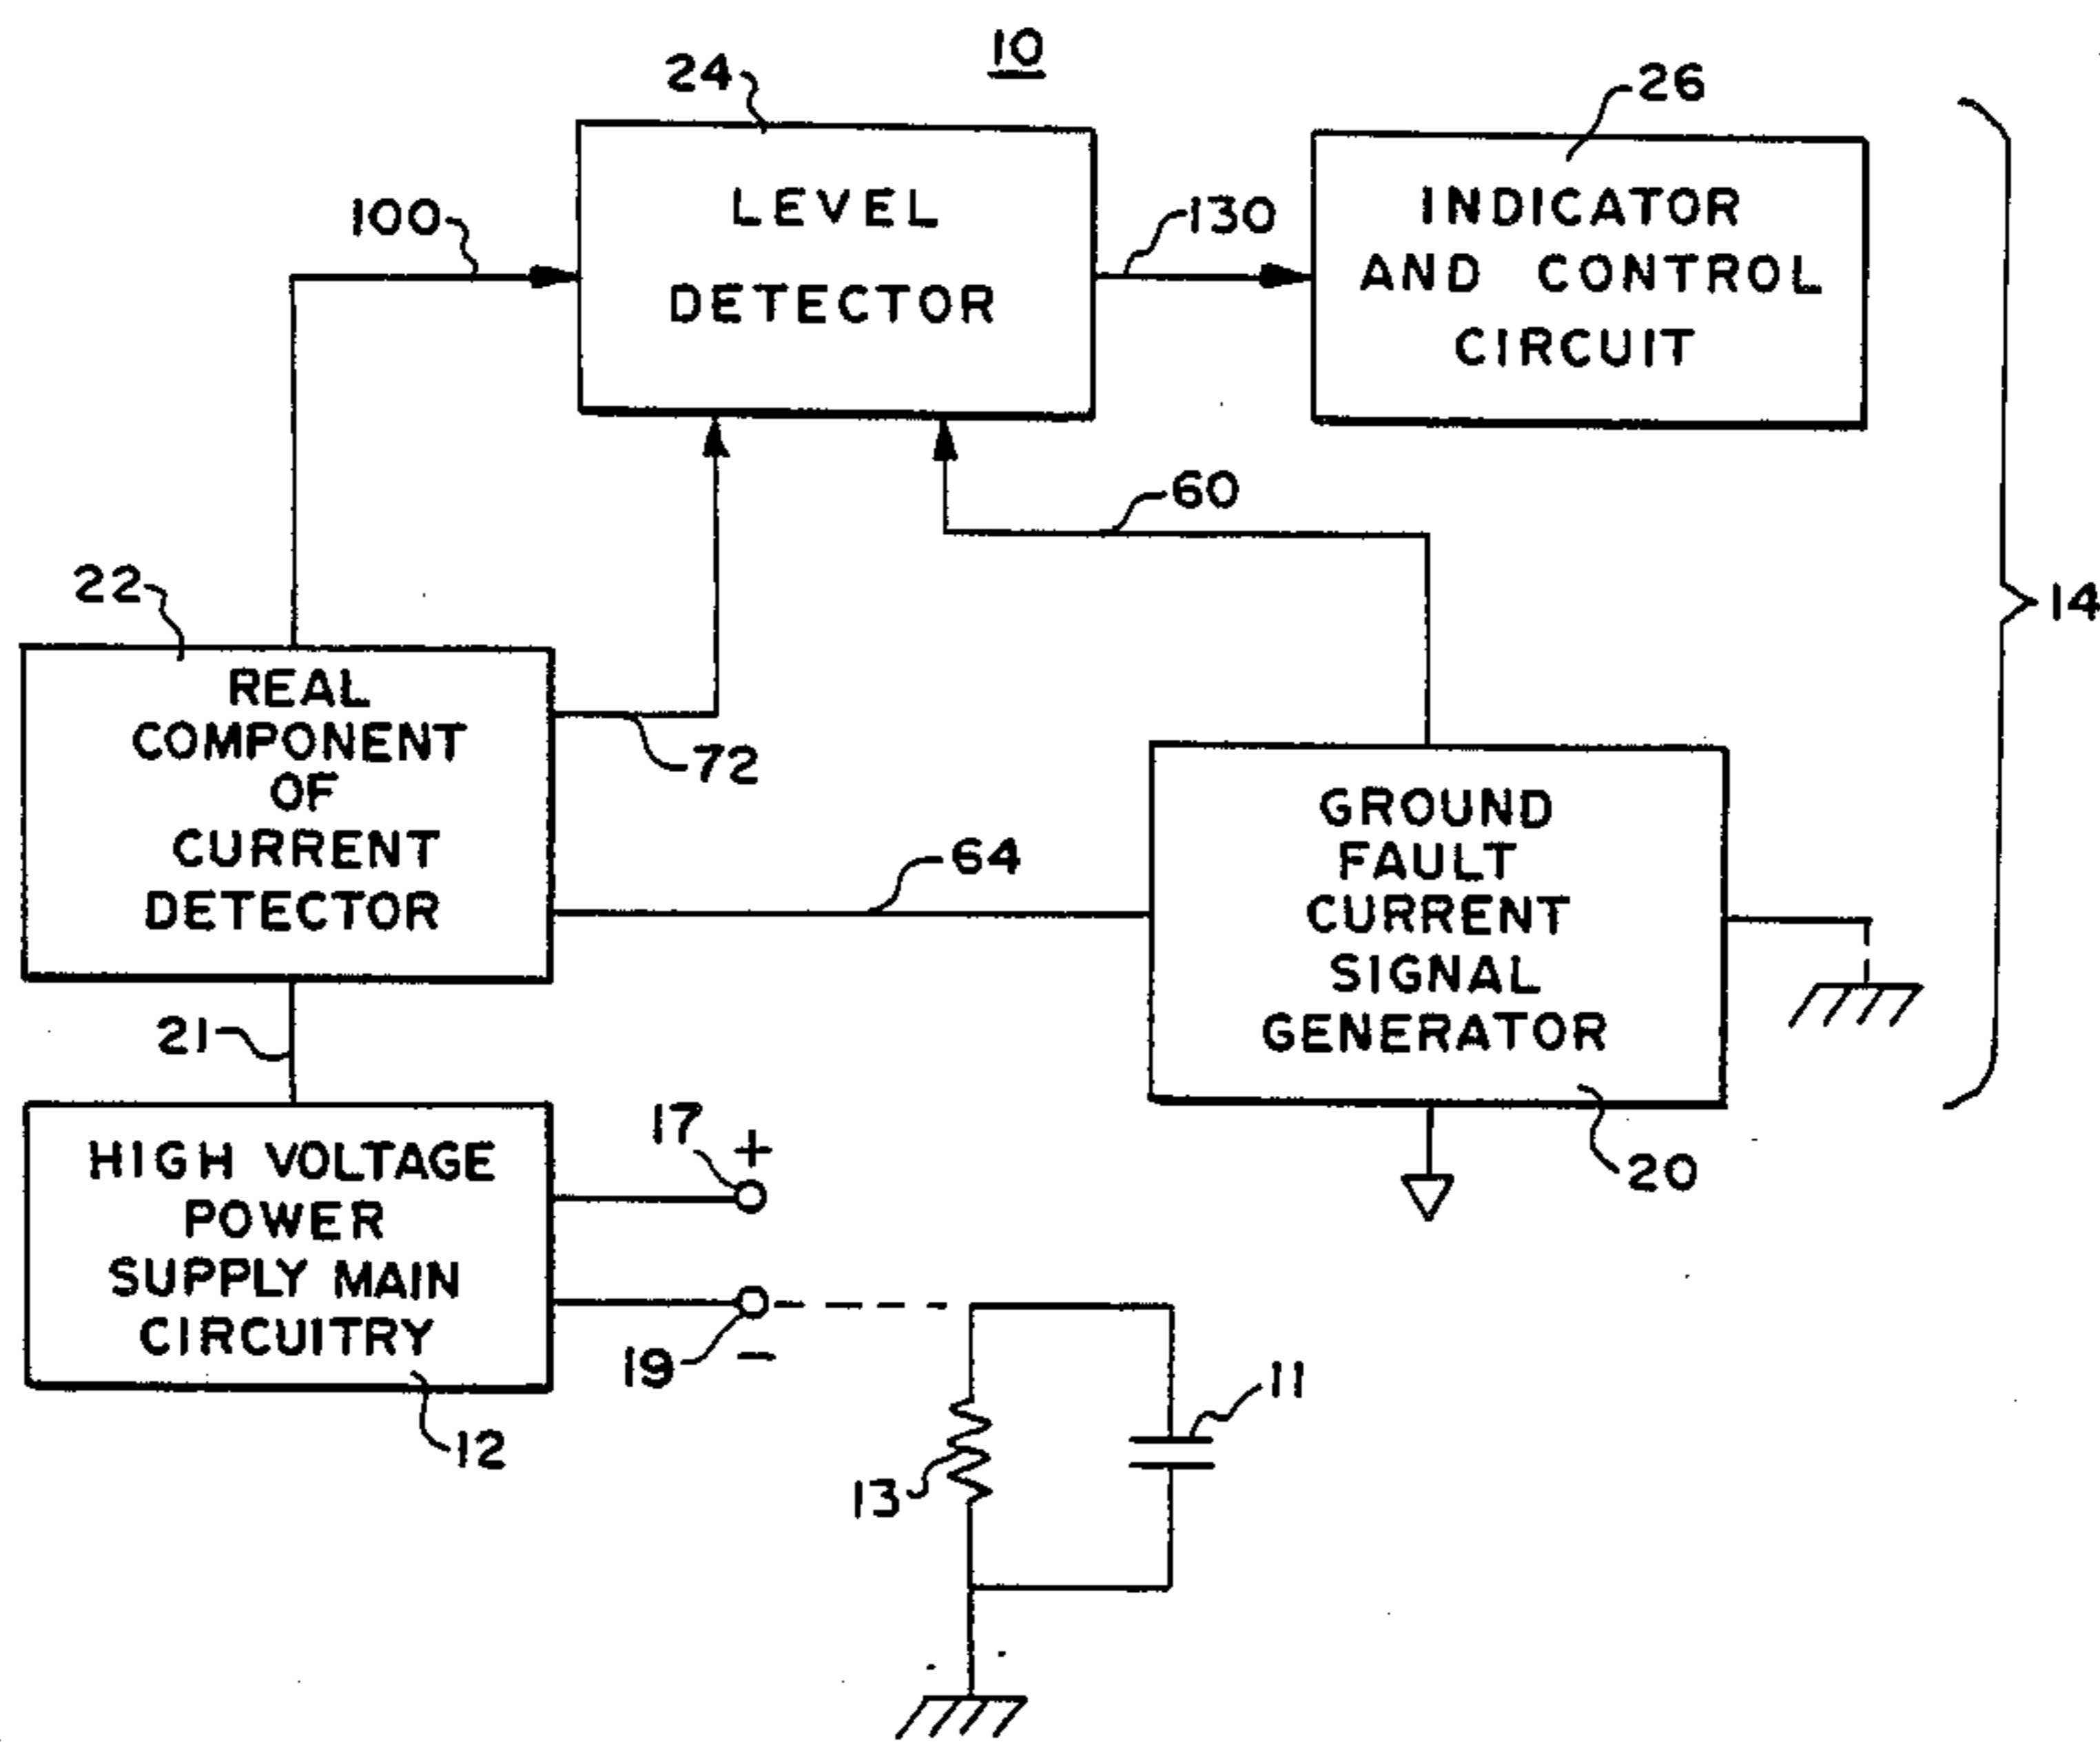 10
24
26
LEVEL
DETECTOR
100
130
INDICATOR
AND CONTROL
CIRCUIT
60
14
22
REAL
COMPONENT
OF
CURRENT
DETECTOR
72
64
GROUND
FAULT
CURRENT
SIGNAL
GENERATOR
20
21
HIGH VOLTAGE
POWER
SUPPLY MAIN
CIRCUITRY
12
17
+
19
−
13
11